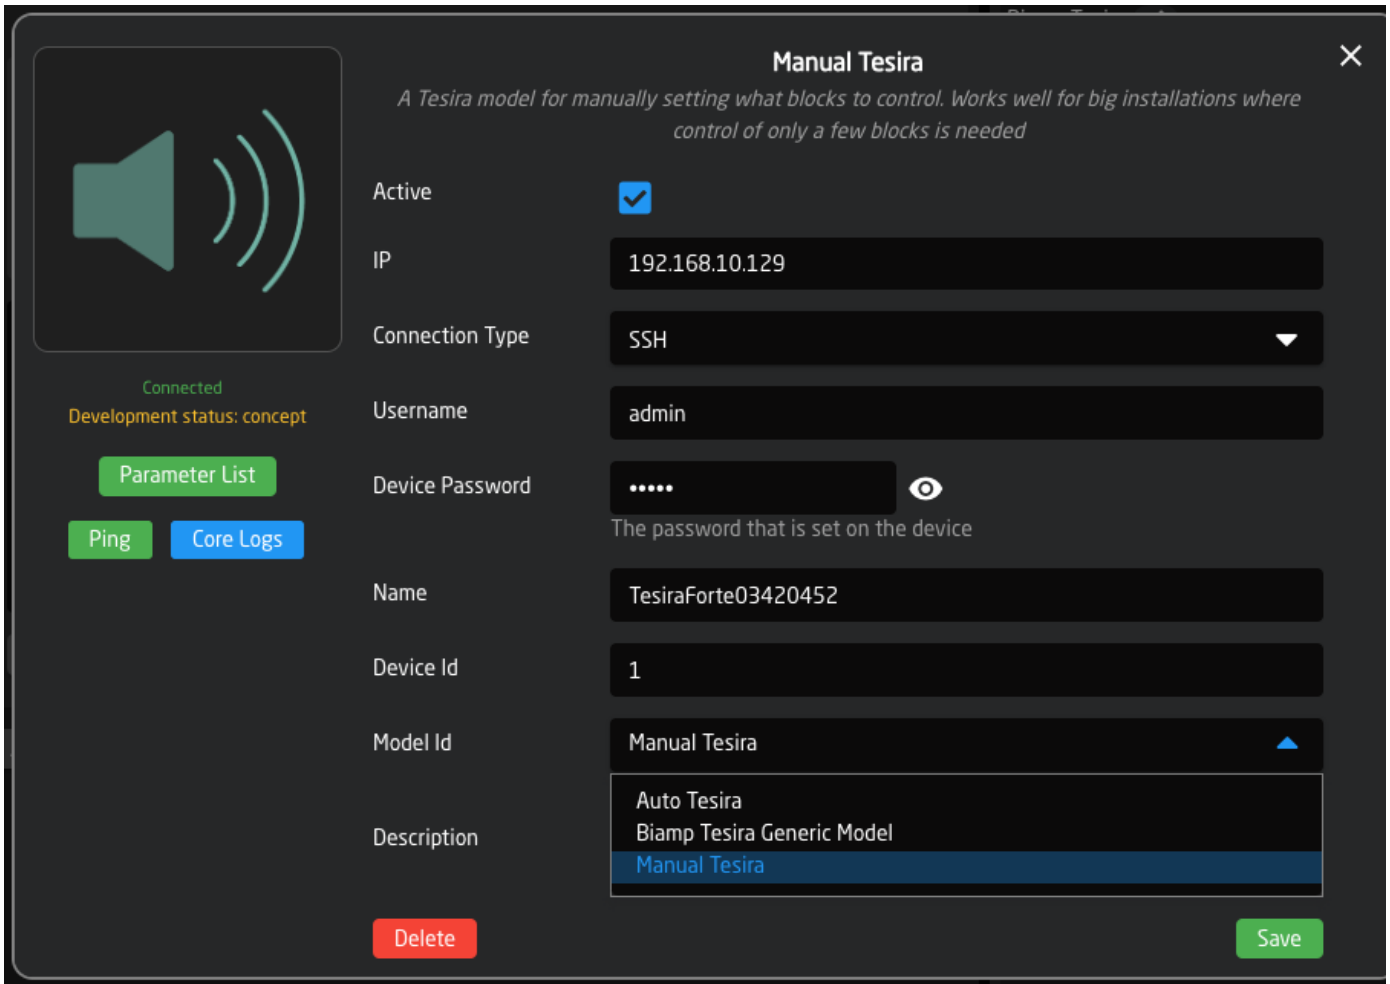 Manual Tesira
A Tesira model for manually setting what blocks to control. Works well for big installations where
control of only a few blocks is needed
Active
IP
192.168.10.129
Connection Type
SSH
Connected
Development status: concept
Username
admin
Parameter List
Device Password
•••••
The password that is set on the device
Ping
Core Logs
Name
TesiraForte03420452
Device Id
1
Model Id
Manual Tesira
Auto Tesira
Biamp Tesira Generic Model
Manual Tesira
Description
Delete
Save